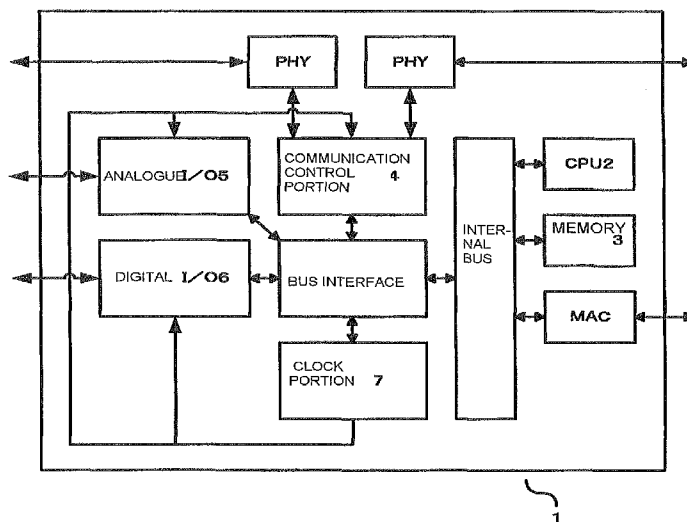 PHY
PHY
ANALOGUE I/O5
COMMUNICATION
CONTROL
PORTION 4
INTER-
NAL
BUS
CPU2
MEMORY
3
DIGITAL I/O6
BUS INTERFACE
MAC
CLOCK
PORTION 7
1